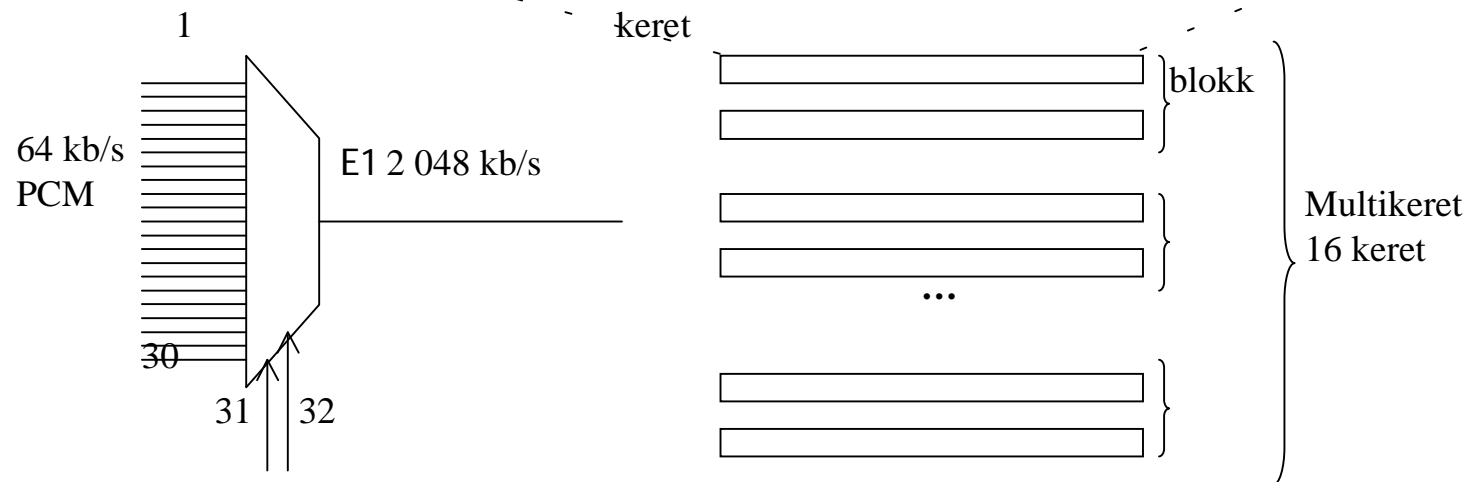 1
keret
blokk
64 kb/s
PCM
E1 2 048 kb/s
Multikeret
16 keret
...
30
31
32